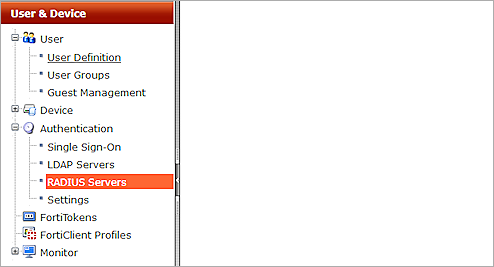 User & Device
User
User Definition
User Groups
Guest Management
Device
Authentication
Single Sign-On
LDAP Servers
RADIUS Servers
Settings
FortiTokens
FortiClient Profiles
Monitor